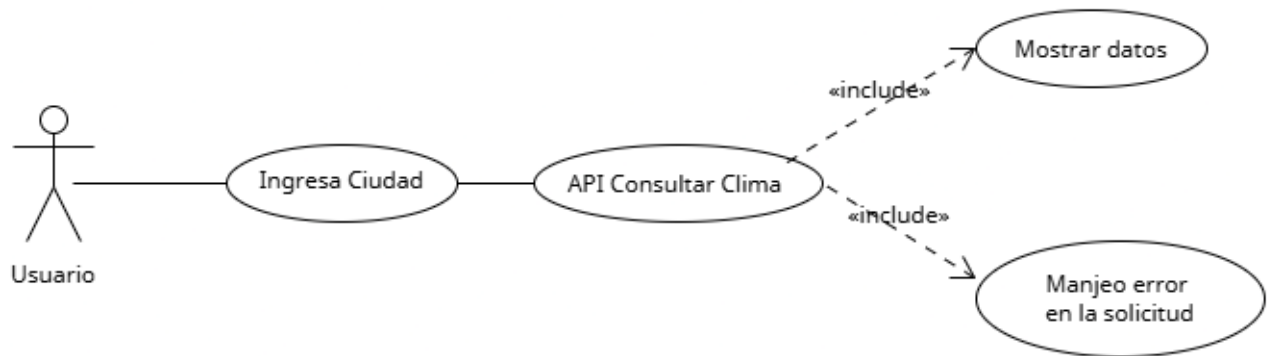 Mostrar datos
«include»
Ingresa Ciudad
API Consultar Clima
«include»
Usuario
Manjeo error
en la solicitud